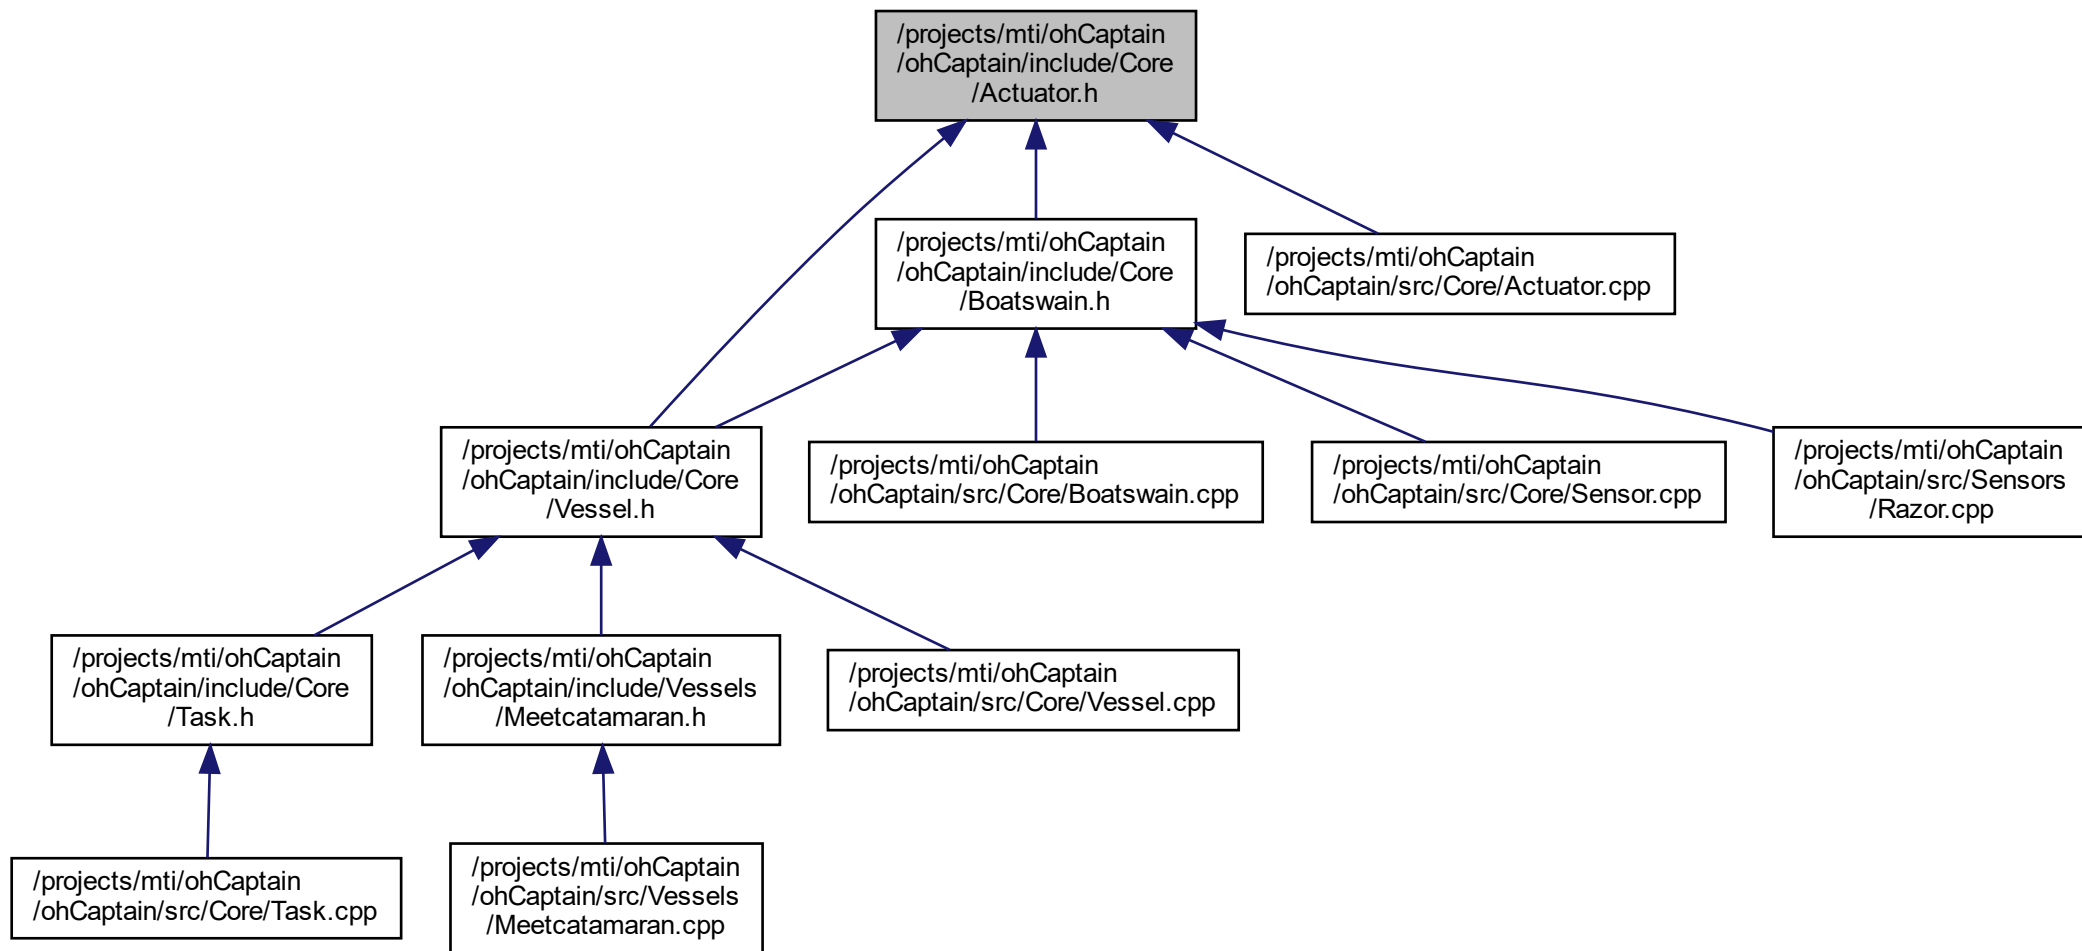 /projects/mti/ohCaptain
/ohCaptain/include/Core
/Actuator.h
/projects/mti/ohCaptain
/ohCaptain/include/Core
/Boatswain.h
/projects/mti/ohCaptain
/ohCaptain/src/Core/Actuator.cpp
/projects/mti/ohCaptain
/ohCaptain/include/Core
/Vessel.h
/projects/mti/ohCaptain
/ohCaptain/src/Core/Boatswain.cpp
/projects/mti/ohCaptain
/ohCaptain/src/Core/Sensor.cpp
/projects/mti/ohCaptain
/ohCaptain/src/Sensors
/Razor.cpp
/projects/mti/ohCaptain
/ohCaptain/include/Core
/Task.h
/projects/mti/ohCaptain
/ohCaptain/include/Vessels
/Meetcatamaran.h
/projects/mti/ohCaptain
/ohCaptain/src/Core/Vessel.cpp
/projects/mti/ohCaptain
/ohCaptain/src/Core/Task.cpp
/projects/mti/ohCaptain
/ohCaptain/src/Vessels
/Meetcatamaran.cpp